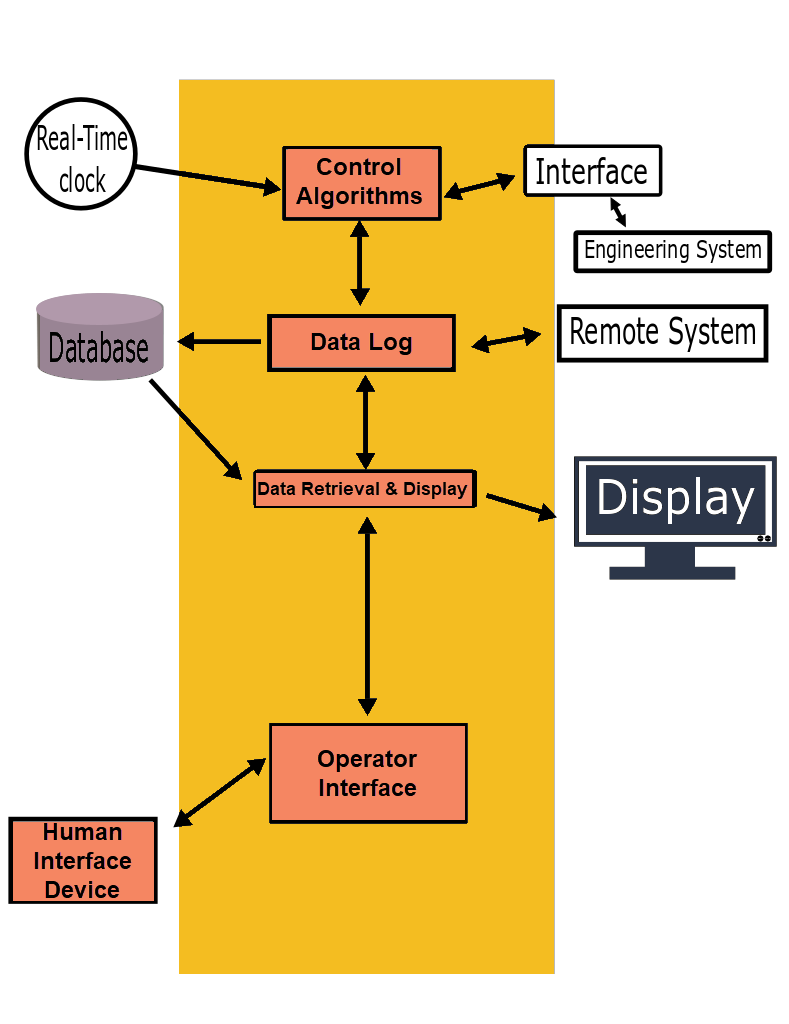 Real-Time
clock
Control
Algorithms
Interface
Engineering System
Database
Data Log
Remote System
Data Retrieval & Display
Display
Operator
Interface
Human
Interface
Device